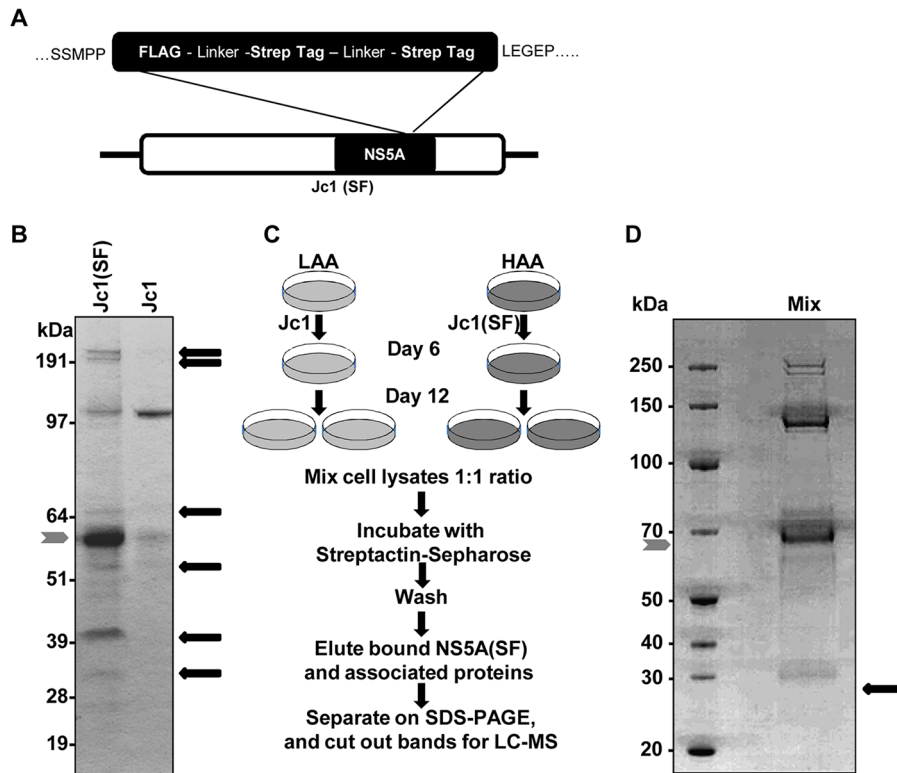 A
…SSMPP
FLAG - Linker -Strep Tag – Linker - Strep Tag
LEGEP…..
NS5A
Jc1 (SF)
B
Jc1(SF)
Jc1
kDa
191
97
64
51
39
28
19
C
LAA
HAA
Jc1
Jc1(SF)
Day 6
Day 12
Mix cell lysates 1:1 ratio
Incubate with
Streptactin-Sepharose
Wash
Elute bound NS5A(SF)
and associated proteins
Separate on SDS-PAGE,
and cut out bands for LC-MS
D
kDa
Mix
250
150
100
70
50
40
30
20